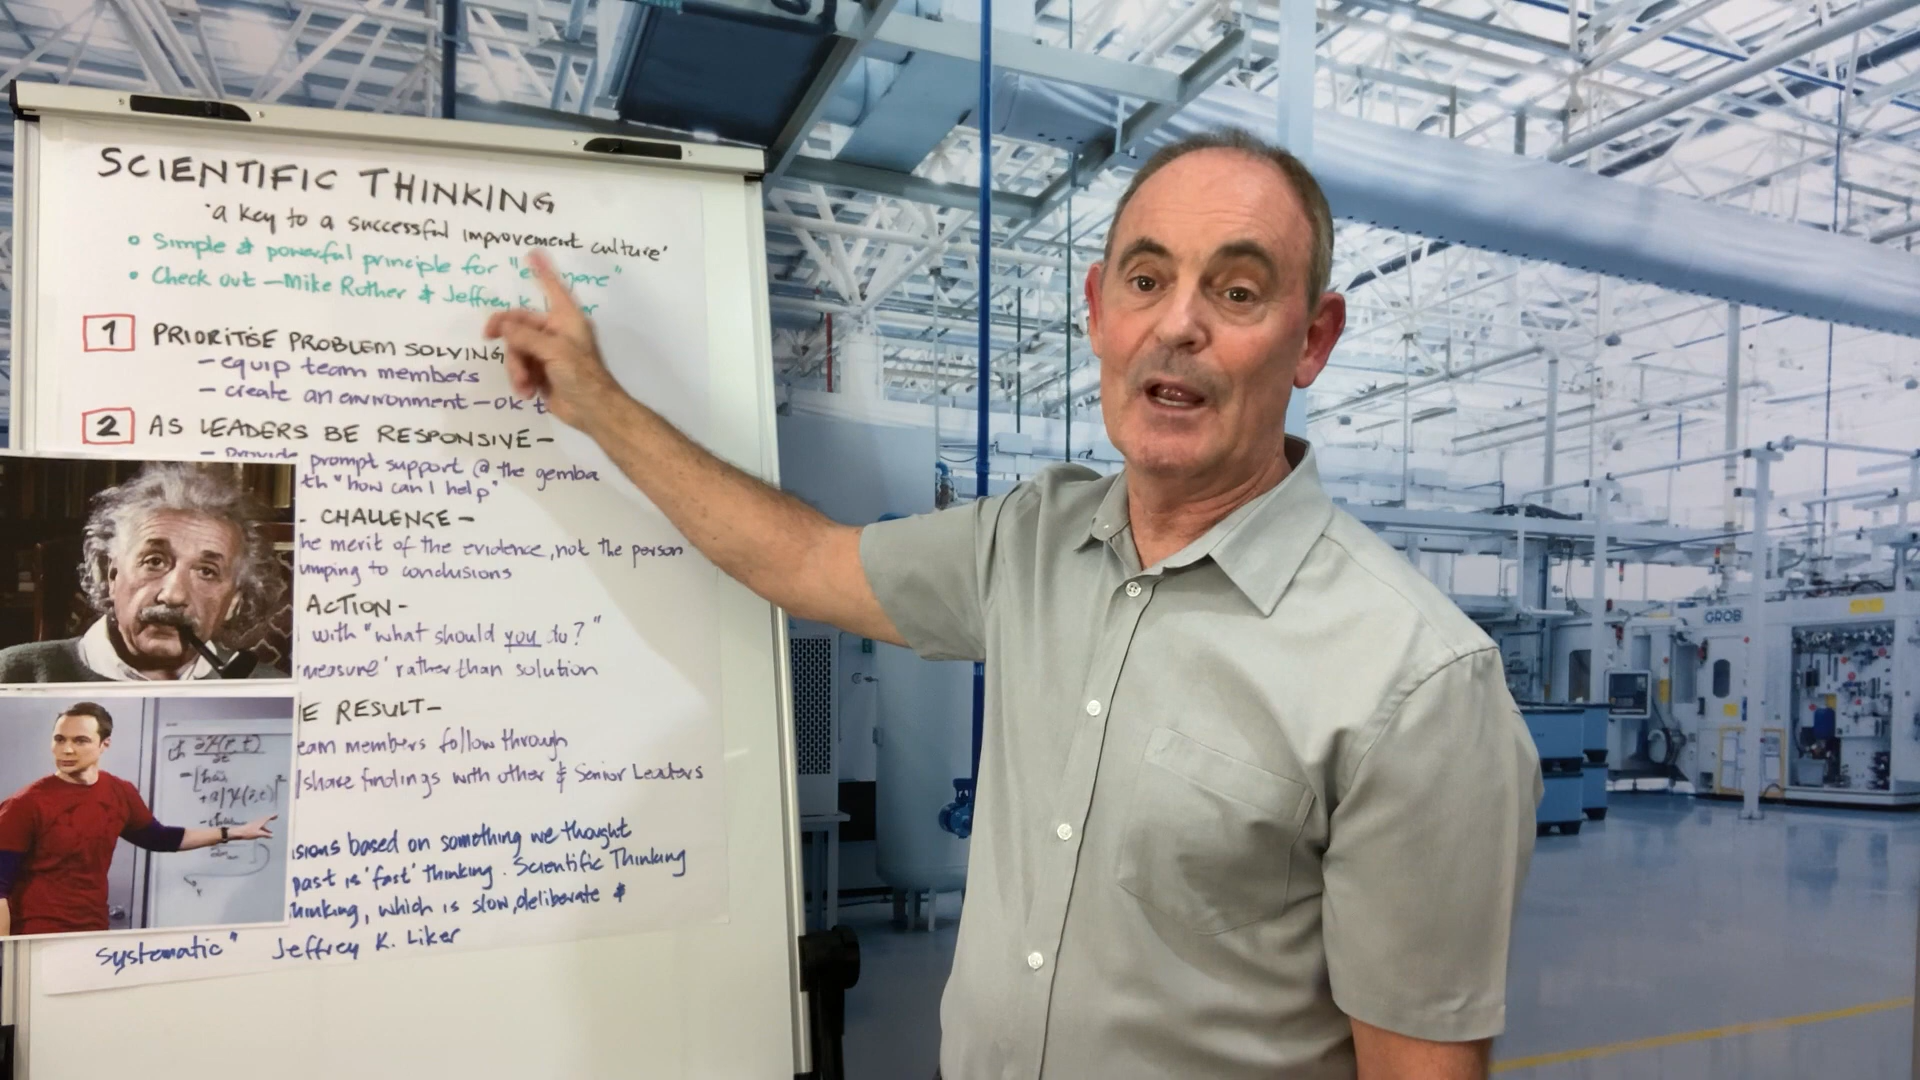 SCIENTIFIC THINKING
'a key to a successful improvement culture'
• Simple & powerful principle for "everyone"
• Check out — Mike Rother & Jeffrey K. Liker
1 PRIORITISE PROBLEM SOLVING
- equip team members
- create an environment - ok t
2 AS LEADERS BE RESPONSIVE -
- Provide prompt support @ the gemba
th "how can I help"
- CHALLENGE -
he merit of the evidence, not the person
umping to conclusions
ACTION -
with "what should you do?"
measure' rather than solution
E RESULT -
eam members follow through
/share findings with other & Senior Leaders
sions based on something we thought
past is 'fast' thinking. Scientific Thinking
hinking, which is slow, deliberate &
systematic" Jeffrey K. Liker
GROB